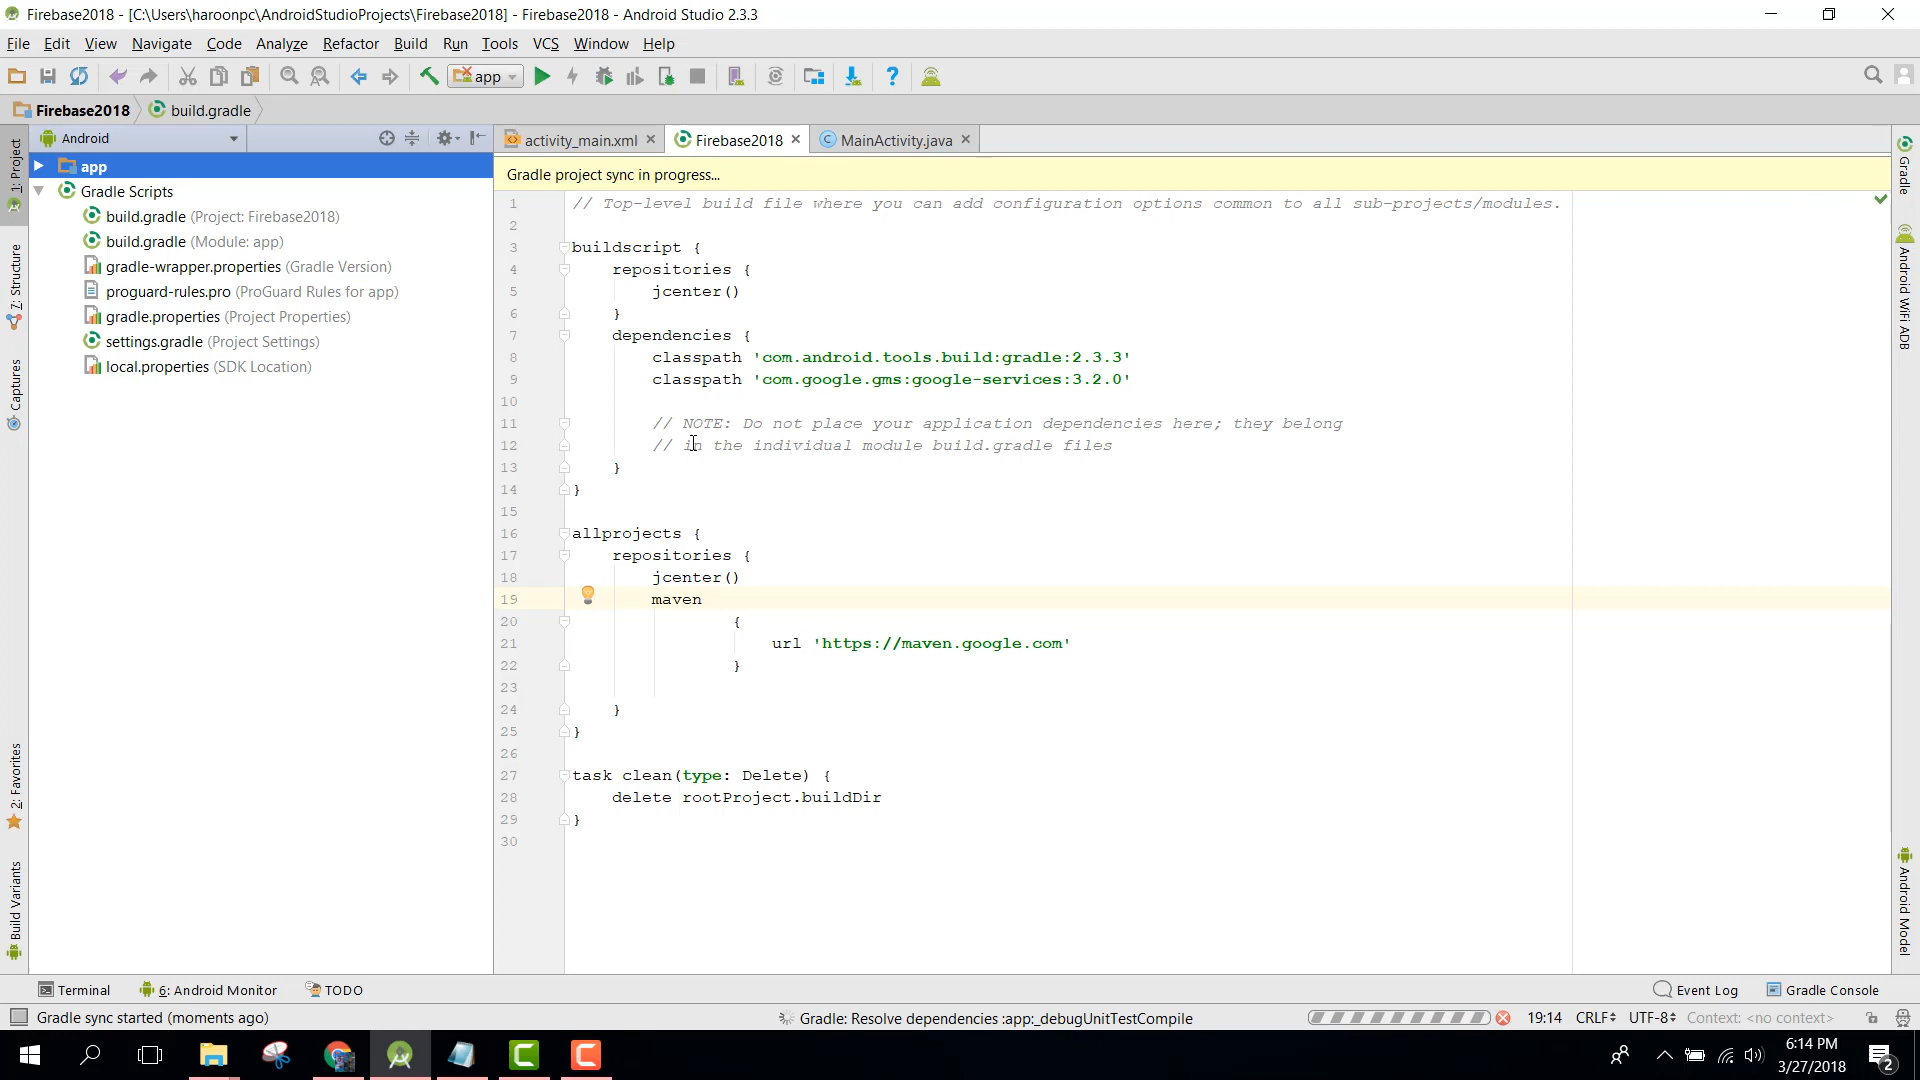 Firebase2018 - [C:\Users\haroonpc\AndroidStudioProjects\Firebase2018] - Firebase2018 - Android Studio 2.3.3
File Edit View Navigate Code Analyze Refactor Build Run Tools VCS Window Help
app
Firebase2018 build.gradle
Android
activity_main.xml Firebase2018 MainActivity.java
1: Project
7: Structure
Captures
2: Favorites
Build Variants
app
Gradle Scripts
build.gradle (Project: Firebase2018)
build.gradle (Module: app)
gradle-wrapper.properties (Gradle Version)
proguard-rules.pro (ProGuard Rules for app)
gradle.properties (Project Properties)
settings.gradle (Project Settings)
local.properties (SDK Location)
Gradle project sync in progress...
1 // Top-level build file where you can add configuration options common to all sub-projects/modules.
2
3 buildscript {
4 repositories {
5 jcenter()
6 }
7 dependencies {
8 classpath 'com.android.tools.build:gradle:2.3.3'
9 classpath 'com.google.gms:google-services:3.2.0'
10
11 // NOTE: Do not place your application dependencies here; they belong
12 // in the individual module build.gradle files
13 }
14 }
15
16 allprojects {
17 repositories {
18 jcenter()
19 maven
20 {
21 url 'https://maven.google.com'
22 }
23
24 }
25 }
26
27 task clean(type: Delete) {
28 delete rootProject.buildDir
29 }
30
Gradle
Android WiFi ADB
Android Model
Terminal 6: Android Monitor TODO Event Log Gradle Console
Gradle sync started (moments ago) Gradle: Resolve dependencies :app:_debugUnitTestCompile 19:14 CRLF UTF-8 Context: <no context>
6:14 PM
3/27/2018
2